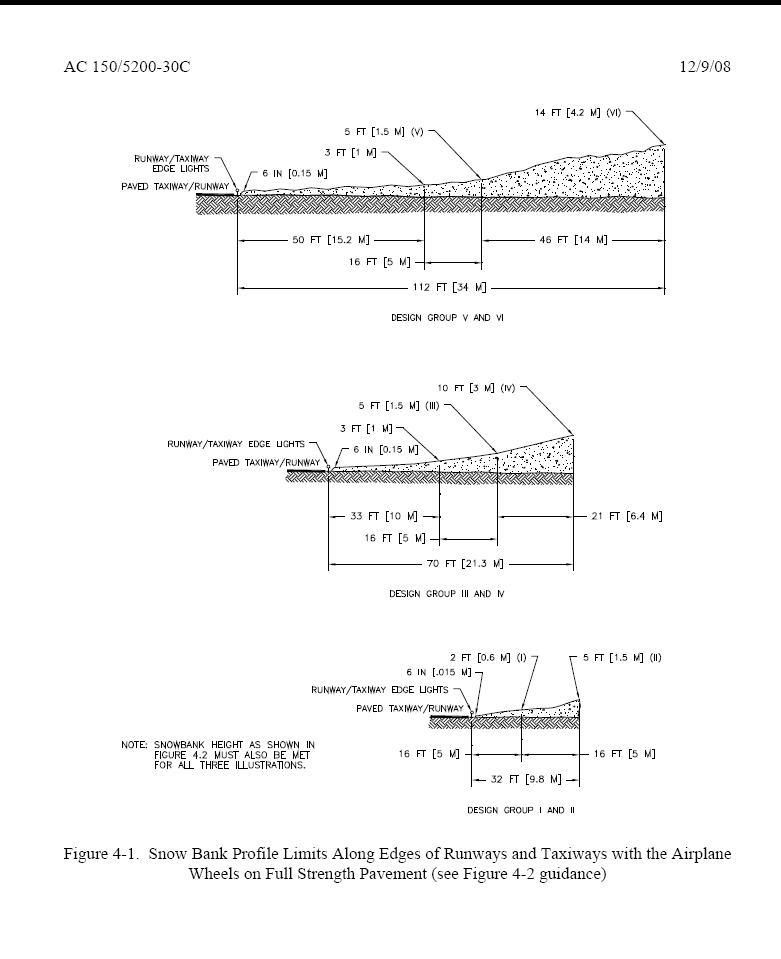 AC 150/5200-30C
12/9/08
14 FT [4.2 M] (VI)
5 FT [1.5 M] (V)
3 FT [1 M]
RUNWAY/TAXIWAY
EDGE LIGHTS
6 IN [0.15 M]
PAVED TAXIWAY/RUNWAY
50 FT [15.2 M]
46 FT [14 M]
16 FT [5 M]
112 FT [34 M]
DESIGN GROUP V AND VI
10 FT [3 M] (IV)
5 FT [1.5 M] (III)
3 FT [1 M]
RUNWAY/TAXIWAY EDGE LIGHTS
6 IN [0.15 M]
PAVED TAXIWAY/RUNWAY
33 FT [10 M]
21 FT [6.4 M]
16 FT [5 M]
70 FT [21.3 M]
DESIGN GROUP III AND IV
2 FT [0.6 M] (I)
5 FT [1.5 M] (II)
6 IN [.015 M]
RUNWAY/TAXIWAY EDGE LIGHTS
PAVED TAXIWAY/RUNWAY
NOTE: SNOWBANK HEIGHT AS SHOWN IN
FIGURE 4.2 MUST ALSO BE MET
FOR ALL THREE ILLUSTRATIONS.
16 FT [5 M]
16 FT [5 M]
32 FT [9.8 M]
DESIGN GROUP I AND II
Figure 4-1. Snow Bank Profile Limits Along Edges of Runways and Taxiways with the Airplane
Wheels on Full Strength Pavement (see Figure 4-2 guidance)